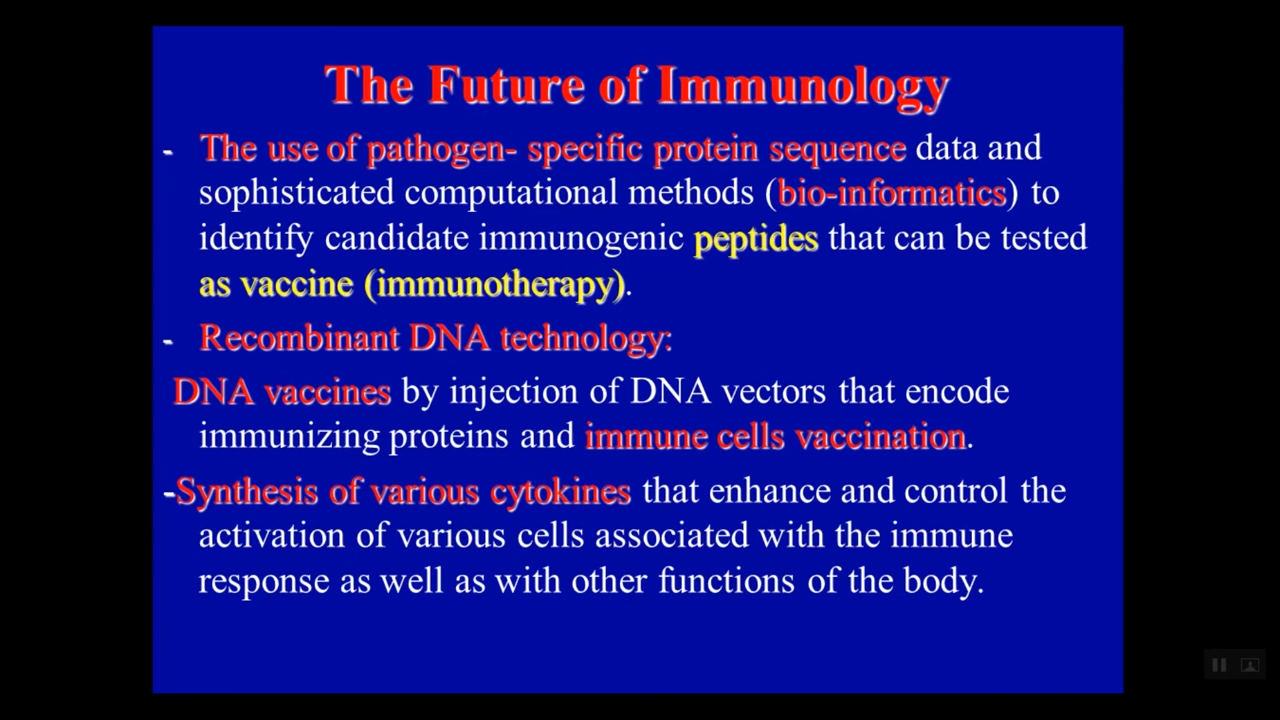 The Future of Immunology
- The use of pathogen- specific protein sequence data and
sophisticated computational methods (bio-informatics) to
identify candidate immunogenic peptides that can be tested
as vaccine (immunotherapy).
- Recombinant DNA technology:
DNA vaccines by injection of DNA vectors that encode
immunizing proteins and immune cells vaccination.
-Synthesis of various cytokines that enhance and control the
activation of various cells associated with the immune
response as well as with other functions of the body.